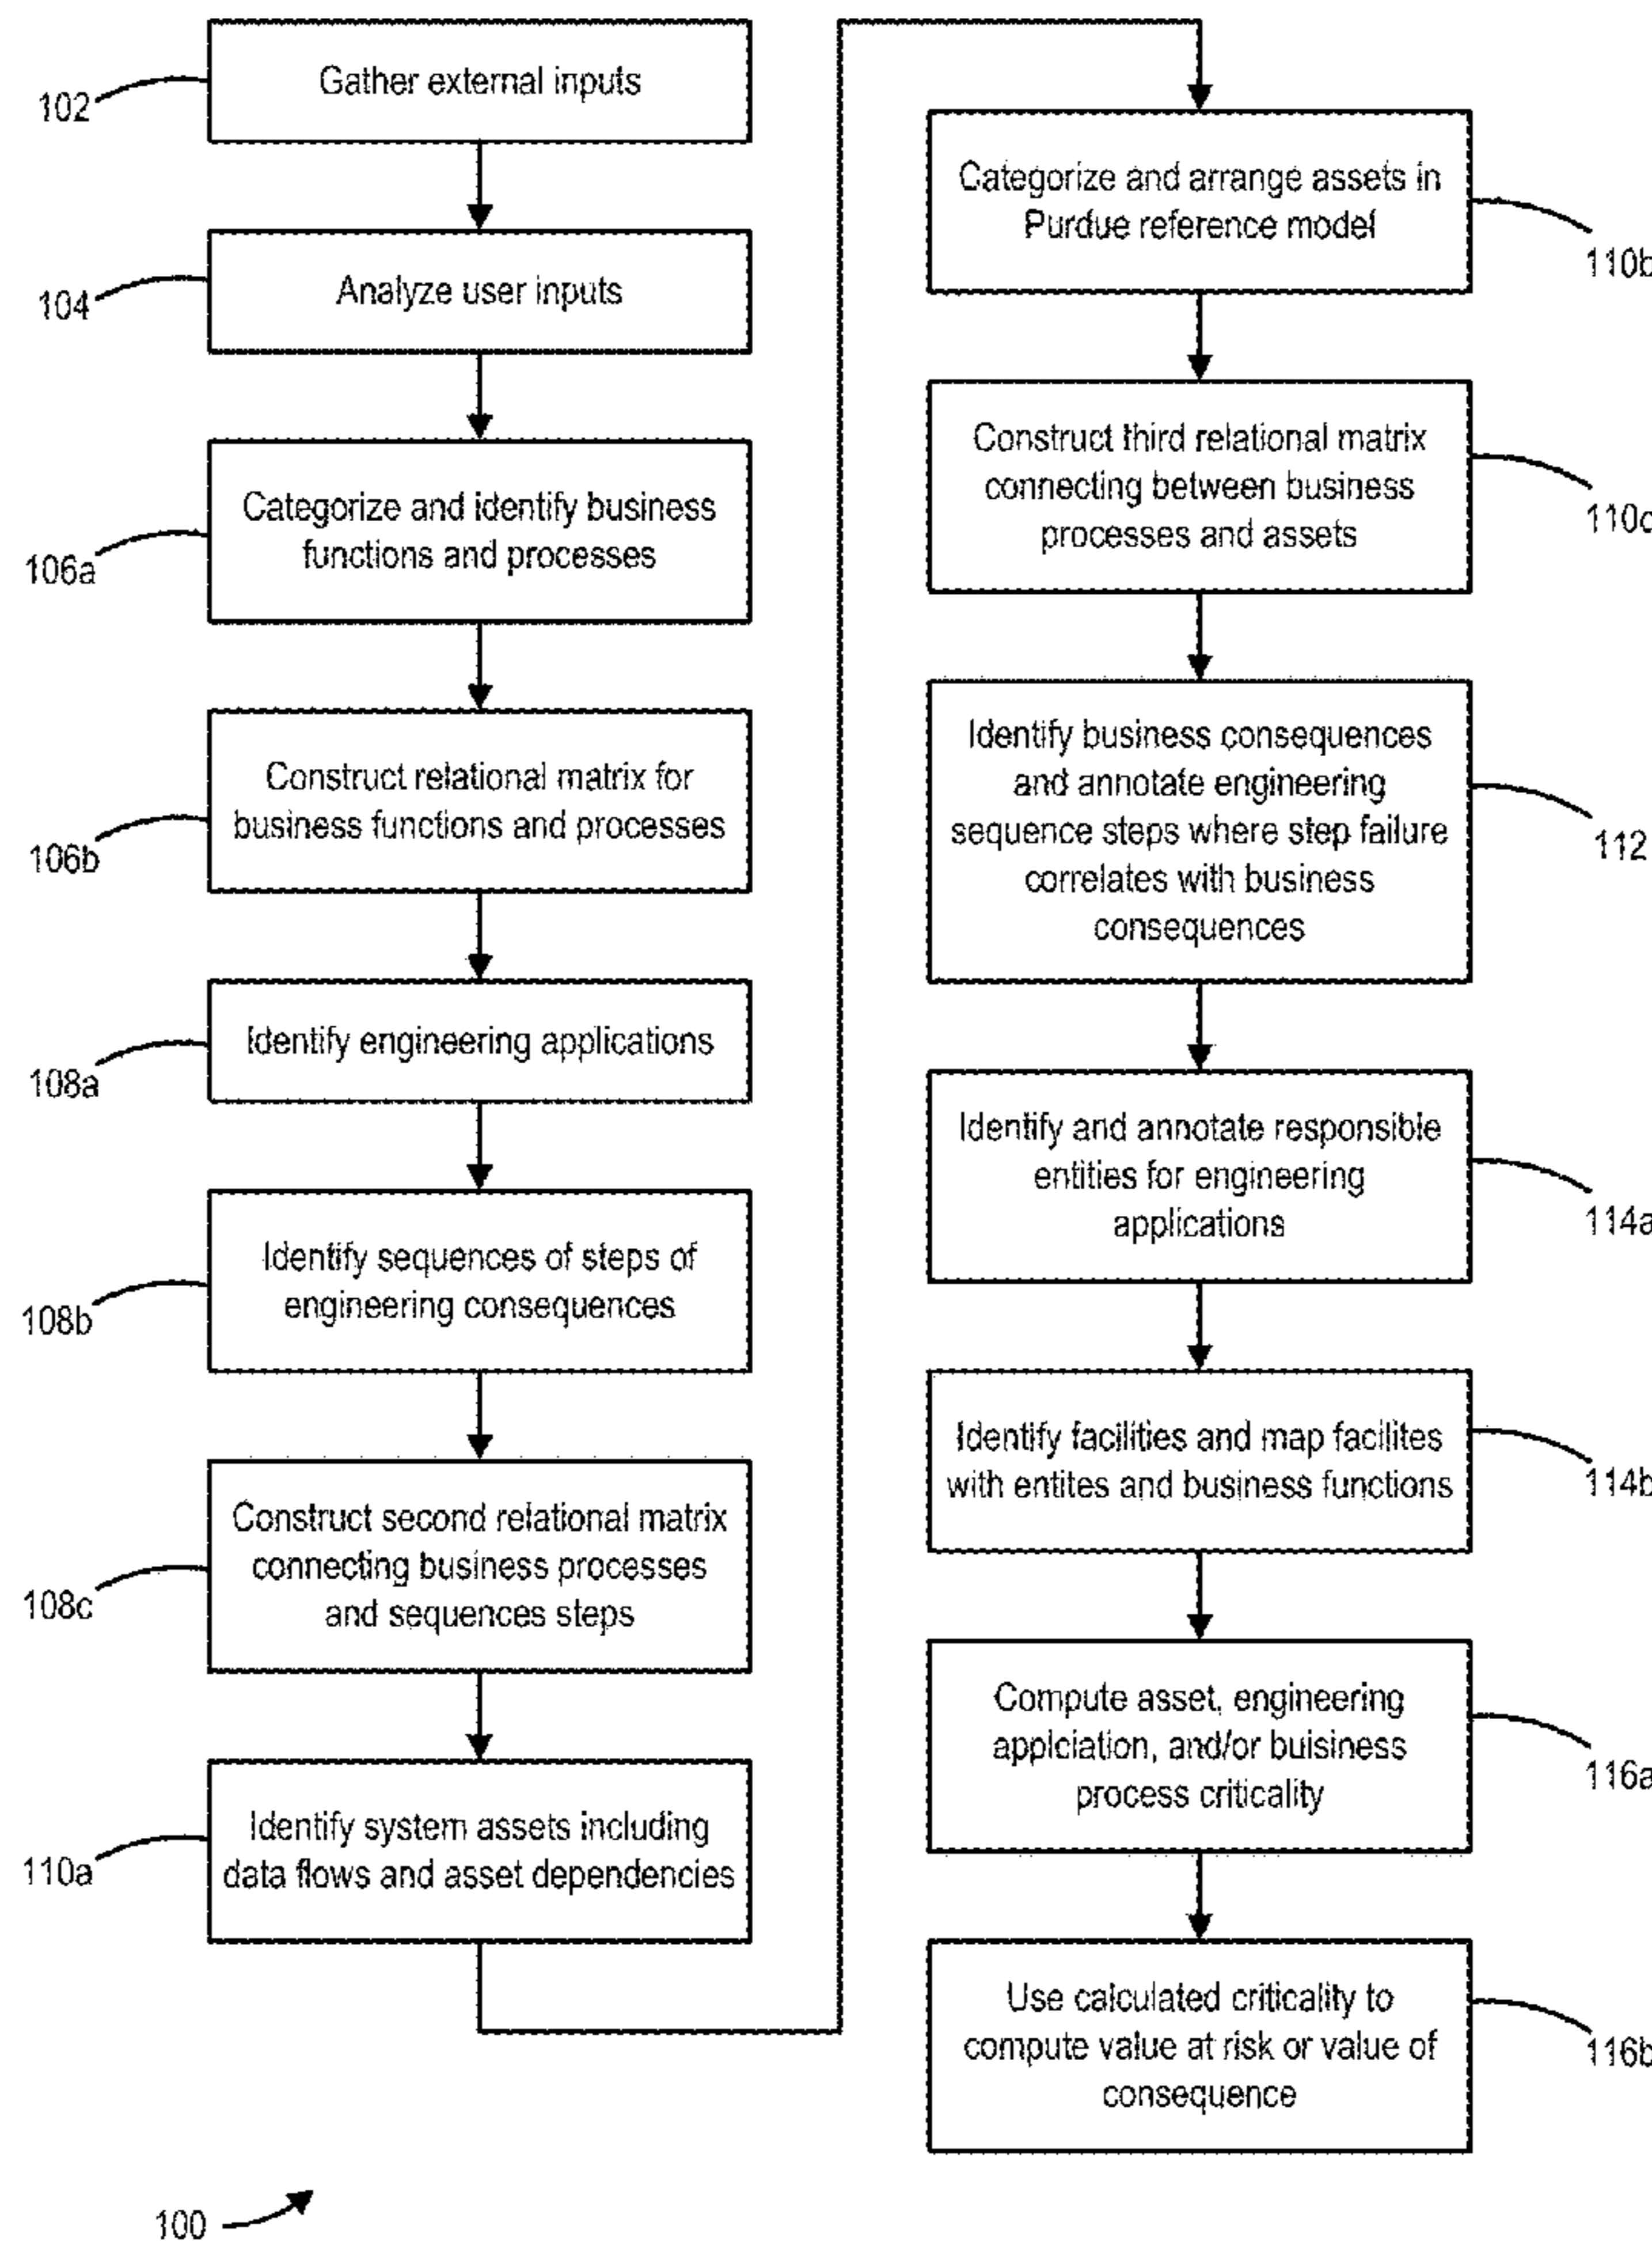 Gather external inputs
102
Analyze user inputs
104
Categorize and identify business
functions and processes
106a
Construct relational matrix for
business functions and processes
106b
Identify engineering applications
108a
Identify sequences of steps of
engineering consequences
108b
Construct second relational matrix
connecting business processes
and sequences steps
108c
Identify system assets including
data flows and asset dependencies
110a
Categorize and arrange assets in
Purdue reference model
110b
Construct third relational matrix
connecting between business
processes and assets
110c
Identify business consequences
and annotate engineering
sequence steps where step failure
correlates with business
consequences
112
Identify and annotate responsible
entities for engineering
applications
114a
Identify facilities and map facilites
with entites and business functions
114b
Compute asset, engineering
applciation, and/or buisiness
process criticality
116a
Use calculated criticality to
compute value at risk or value of
consequence
116b
100